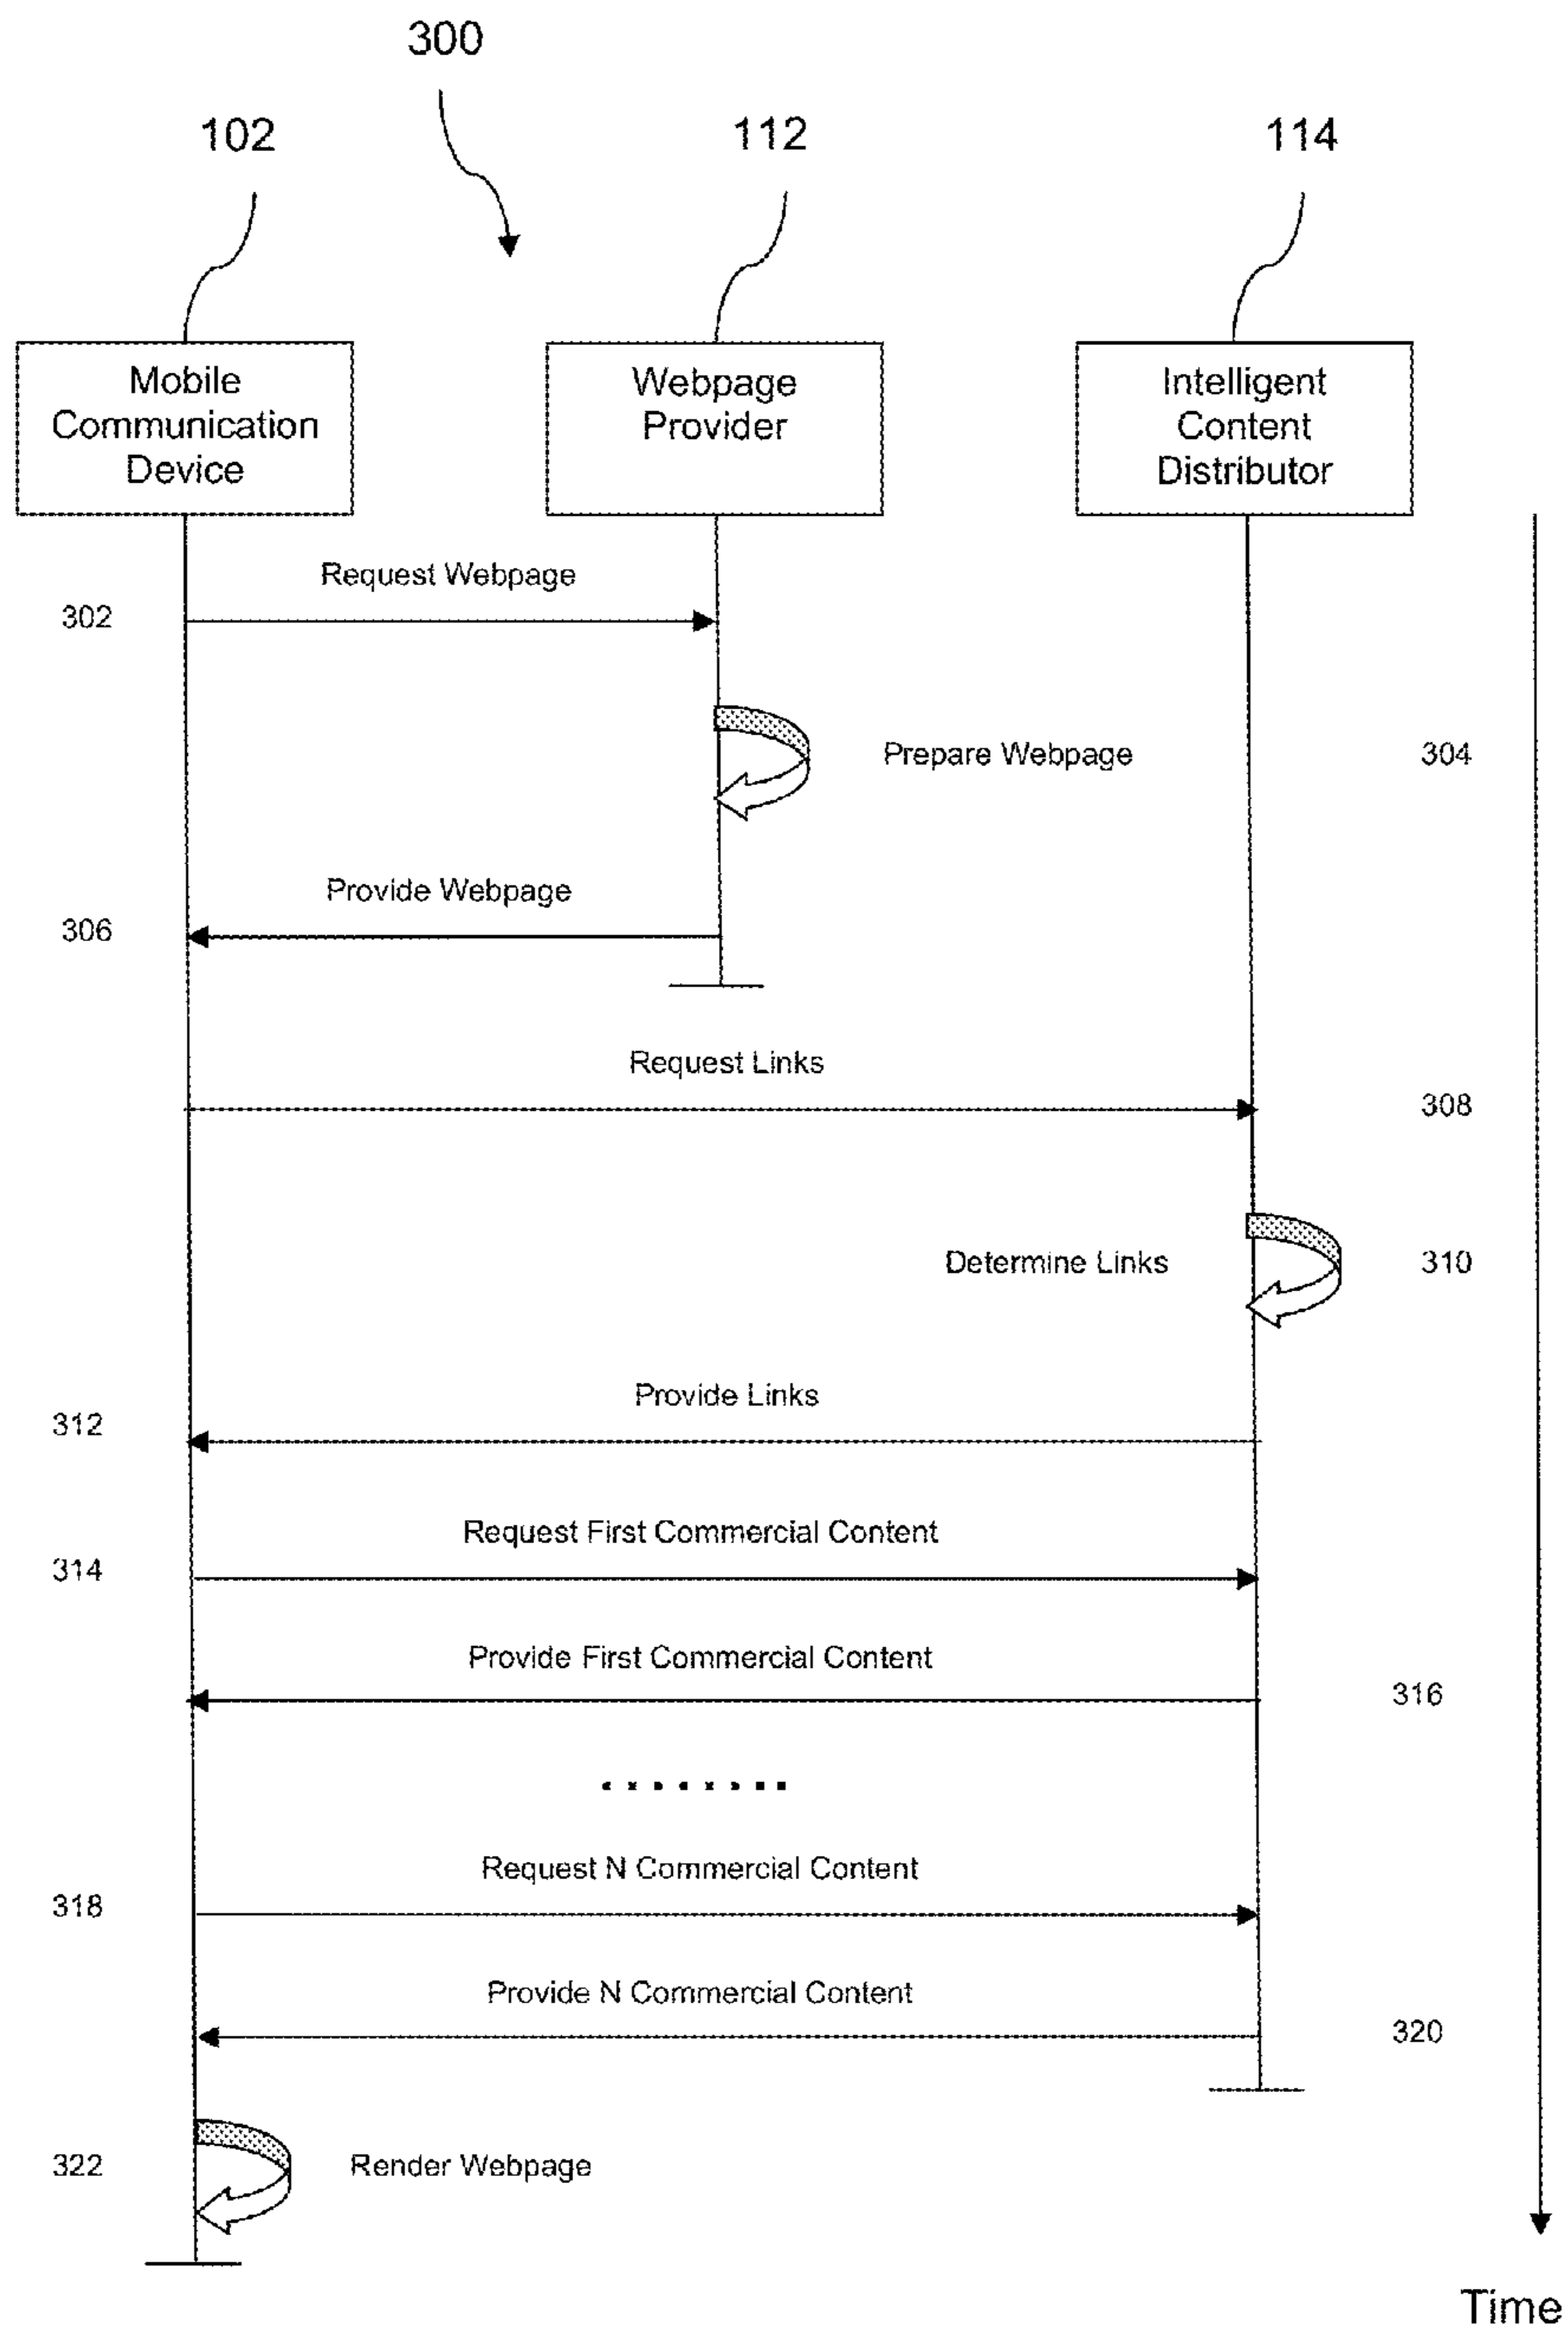 300
102
112
114
Mobile
Communication
Device
Webpage
Provider
Intelligent
Content
Distributor
Request Webpage
302
Prepare Webpage
304
Provide Webpage
306
Request Links
308
Determine Links
310
Provide Links
312
Request First Commercial Content
314
Provide First Commercial Content
316
........
Request N Commercial Content
318
Provide N Commercial Content
320
322
Render Webpage
Time